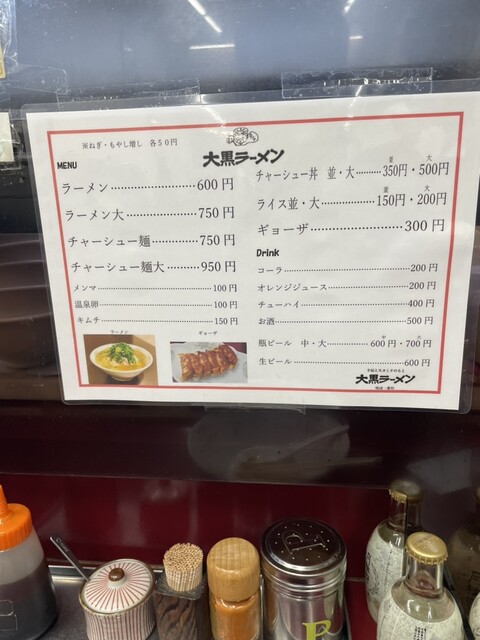 ※ねぎ・もやし増し 各50円
大黒ラーメン
MENU
ラーメン…………………600円
ラーメン大………………750円
チャーシュー麺…………750円
チャーシュー麺大………950円
メンマ……………………100円
温泉卵……………………100円
キムチ……………………150円
ラーメン
ギョーザ
並 大
チャーシュー丼 並・大………350円・500円
並 大
ライス並・大…………150円・200円
ギョーザ…………………300円
Drink
コーラ……………………200円
オレンジジュース………200円
チューハイ………………400円
お酒………………………500円
中 大
瓶ビール 中・大…………600円・700円
生ビール…………………600円
大黒ラーメン